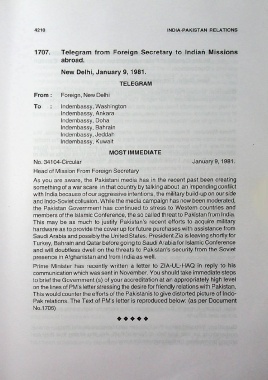 4210 INDIA-PAKISTAN RELATIONS
1707. Telegram from Foreign Secretary to Indian Missions
abroad.
New Delhi, January 9, 1981.
TELEGRAM
From : Foreign, New Delhi
To : Indembassy, Washington
Indembassy, Ankara
Indembassy, Doha
Indembassy, Bahrain
Indembassy, Jeddah
Indembassy, Kuwait
MOST IMMEDIATE
No. 34104-Circular January 9, 1981.
Head of Mission From Foreign Secretary
As you are aware, the Pakistani media has in the recent past been creating
something of a war scare in that country by talking about an impending conflict
with India because of our aggressive intentions, the military build-up on our side
and Indo-Soviet collusion. While the media campaign has now been moderated,
the Pakistan Government has continued to stress to Western countries and
members of the Islamic Conference, the so called threat to Pakistan from India.
This may be as much to justify Pakistan's recent efforts to acquire military
hardware as to provide the cover up for future purchases with assistance from
Saudi Arabia and possibly the United States. President Zia is leaving shortly for
Turkey, Bahrain and Qatar before going to Saudi Arabia for Islamic Conference
and will doubtless dwell on the threats to Pakistan's security from the Soviet
presence in Afghanistan and from India as well.
Prime Minister has recently written a letter to ZIA-UL-HAQ in reply to his
communication which was sent in November. You should take immediate steps
to brief the Government (s) of your accreditation at an appropriately high level
on the lines of PM's letter stressing the desire for friendly relations with Pakistan.
This would counter the efforts of the Pakistanis to give distorted picture of Indo-
Pak relations. The Text of PM's letter is reproduced below: (as per Document
No.1706)